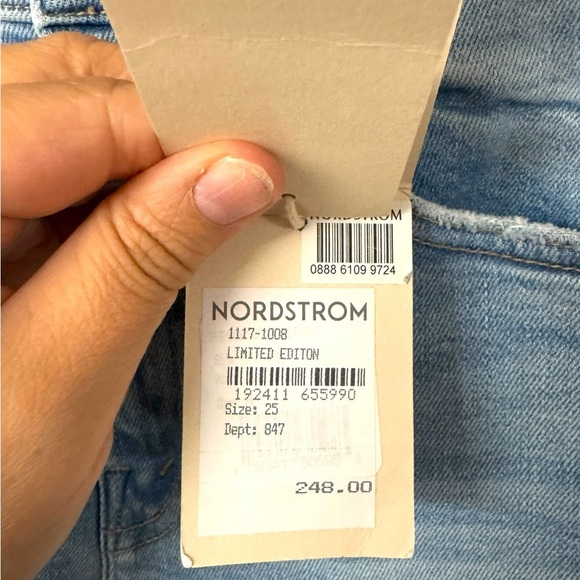 NORDSTROM
0888 6109 9724
NORDSTROM
1117-1008
LIMITED EDITON
192411 655990
Size: 25
Dept: 847
248.00